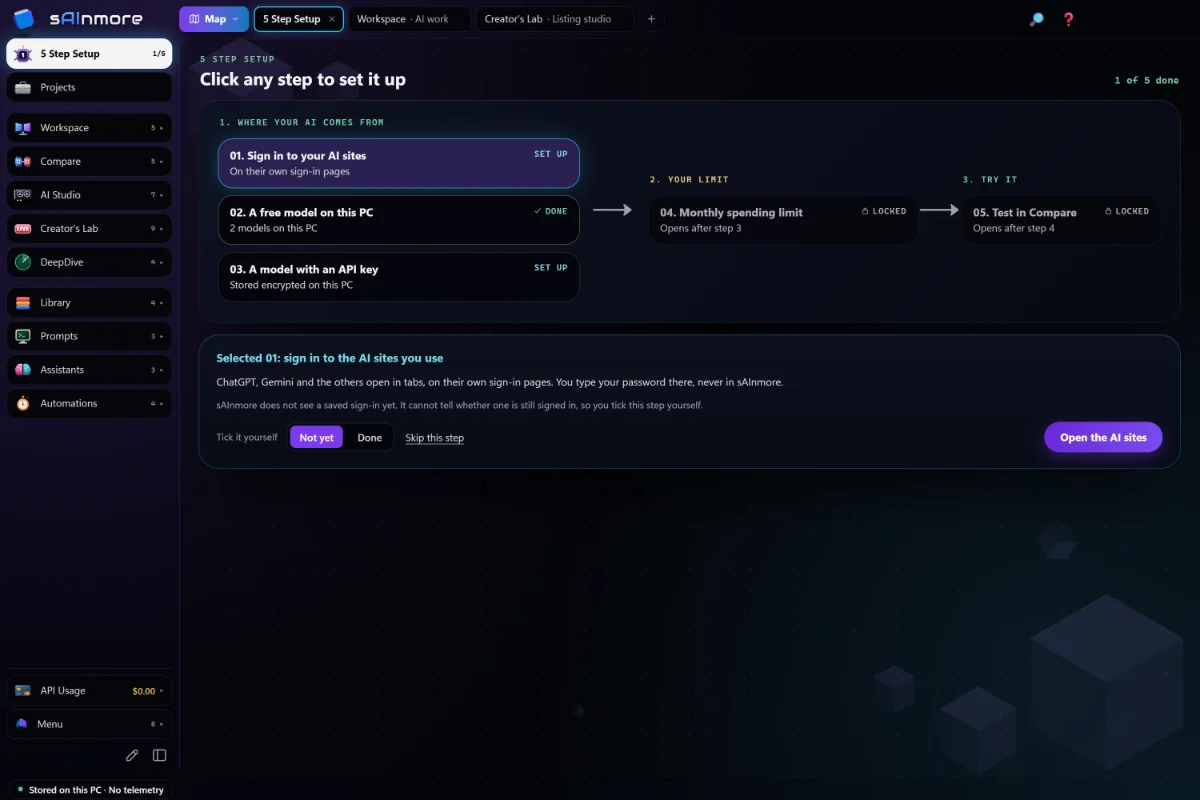 sAInmore
Map
5 Step Setup ×
Workspace · AI work
Creator's Lab · Listing studio
+
?
5 Step Setup 1/5
Projects
Workspace 5
Compare 5
AI Studio 7
Creator's Lab 9
DeepDive 4
Library 4
Prompts 3
Assistants 3
Automations 4
API Usage $0.00
Menu 8
Stored on this PC · No telemetry
5 STEP SETUP
Click any step to set it up
1 of 5 done
1. WHERE YOUR AI COMES FROM
01. Sign in to your AI sites SET UP
On their own sign-in pages
02. A free model on this PC ✓ DONE
2 models on this PC
03. A model with an API key SET UP
Stored encrypted on this PC
2. YOUR LIMIT
04. Monthly spending limit LOCKED
Opens after step 3
3. TRY IT
05. Test in Compare LOCKED
Opens after step 4
Selected 01: sign in to the AI sites you use
ChatGPT, Gemini and the others open in tabs, on their own sign-in pages. You type your password there, never in sAInmore.
sAInmore does not see a saved sign-in yet. It cannot tell whether one is still signed in, so you tick this step yourself.
Tick it yourself Not yet Done Skip this step
Open the AI sites